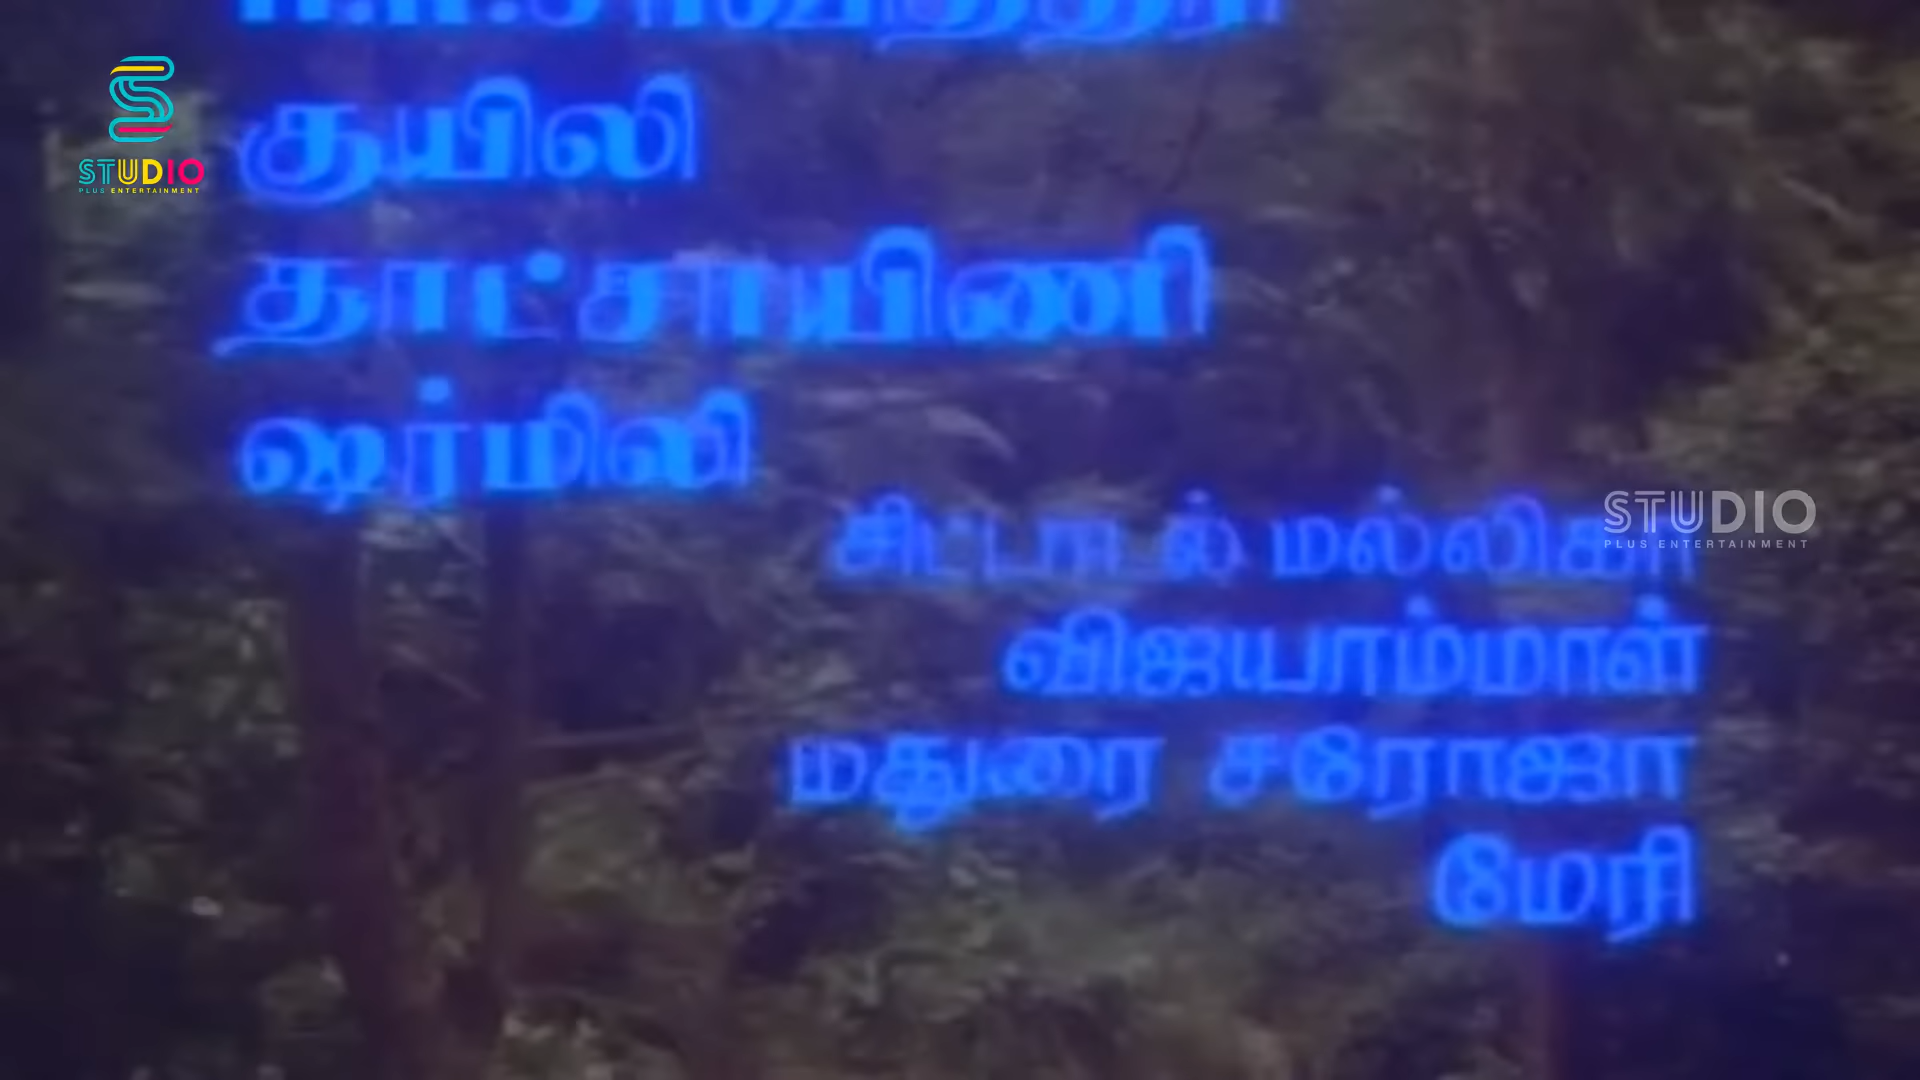 குயிலி
தாட்சாயிணி
ஷர்மிலி
சிட்டாடல் மல்லிகா
விஜயாம்மாள்
மதுரை சரோஜா
மேரி
STUDIO
PLUS ENTERTAINMENT
STUDIO
PLUS ENTERTAINMENT